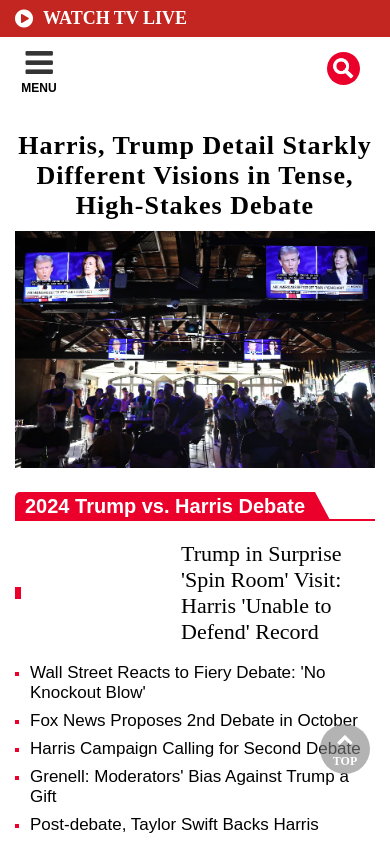 WATCH TV LIVE
MENU
Harris, Trump Detail Starkly
Different Visions in Tense,
High-Stakes Debate
2024 Trump vs. Harris Debate
Trump in Surprise
'Spin Room' Visit:
Harris 'Unable to
Defend' Record
Wall Street Reacts to Fiery Debate: 'No
Knockout Blow'
Fox News Proposes 2nd Debate in October
Harris Campaign Calling for Second Debate
TOP
Grenell: Moderators' Bias Against Trump a
Gift
Post-debate, Taylor Swift Backs Harris